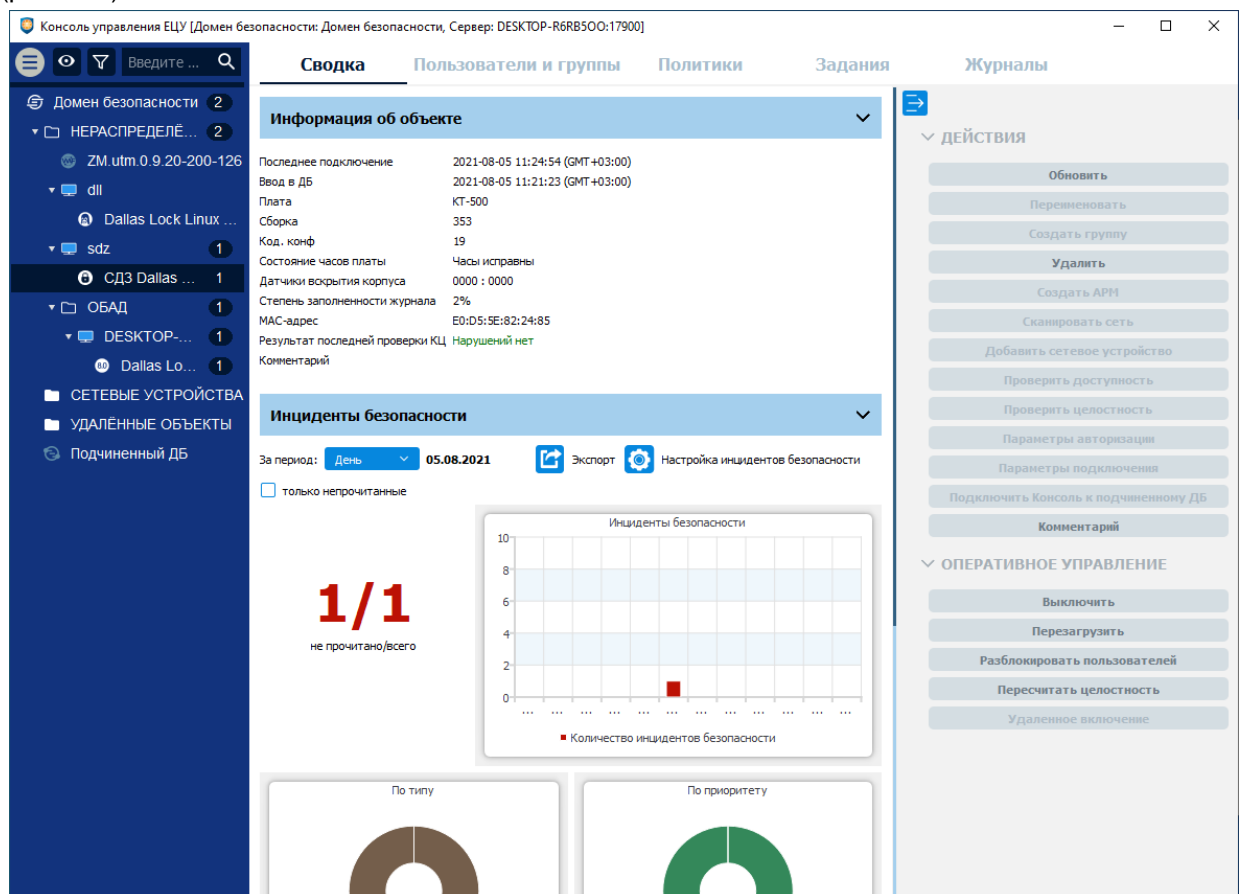 Консоль управления ЕЦУ [Домен безопасности: Домен безопасности, Сервер: DESKTOP-R6RB5OO:17900]
Введите ...
Сводка
Пользователи и группы
Политики
Задания
Журналы
Домен безопасности 2
НЕРАСПРЕДЕЛЁ... 2
ZM.utm.0.9.20-200-126
dll
Dallas Lock Linux ...
sdz 1
СДЗ Dallas ... 1
ОБАД 1
DESKTOP-... 1
8.0 Dallas Lo... 1
СЕТЕВЫЕ УСТРОЙСТВА
УДАЛЁННЫЕ ОБЪЕКТЫ
Подчиненный ДБ
Информация об объекте
Последнее подключение 2021-08-05 11:24:54 (GMT+03:00)
Ввод в ДБ 2021-08-05 11:21:23 (GMT+03:00)
Плата КТ-500
Сборка 353
Код. конф 19
Состояние часов платы Часы исправны
Датчики вскрытия корпуса 0000 : 0000
Степень заполненности журнала 2%
MAC-адрес E0:D5:5E:82:24:85
Результат последней проверки КЦ Нарушений нет
Комментарий
Инциденты безопасности
За период: День 05.08.2021 Экспорт Настройка инцидентов безопасности
только непрочитанные
1/1
не прочитано/всего
Инциденты безопасности
10
8
6
4
2
0
... ... ... ... ... ... ... ... ... ... ... ...
Количество инцидентов безопасности
По типу
По приоритету
ДЕЙСТВИЯ
Обновить
Переименовать
Создать группу
Удалить
Создать АРМ
Сканировать сеть
Добавить сетевое устройство
Проверить доступность
Проверить целостность
Параметры авторизации
Параметры подключения
Подключить Консоль к подчиненному ДБ
Комментарий
ОПЕРАТИВНОЕ УПРАВЛЕНИЕ
Выключить
Перезагрузить
Разблокировать пользователей
Пересчитать целостность
Удаленное включение